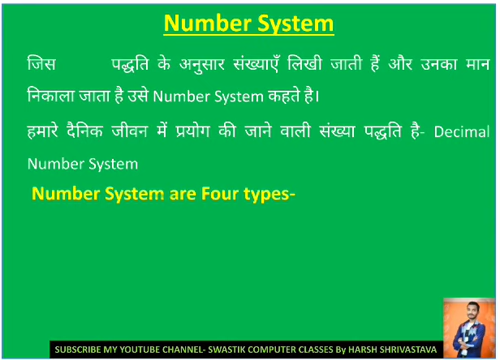 Number System
जिस पद्धति के अनुसार संख्याएँ लिखी जाती हैं और उनका मान
निकाला जाता है उसे Number System कहते है।
हमारे दैनिक जीवन में प्रयोग की जाने वाली संख्या पद्धति है- Decimal
Number System
Number System are Four types-
SUBSCRIBE MY YOUTUBE CHANNEL- SWASTIK COMPUTER CLASSES By HARSH SHRIVASTAVA